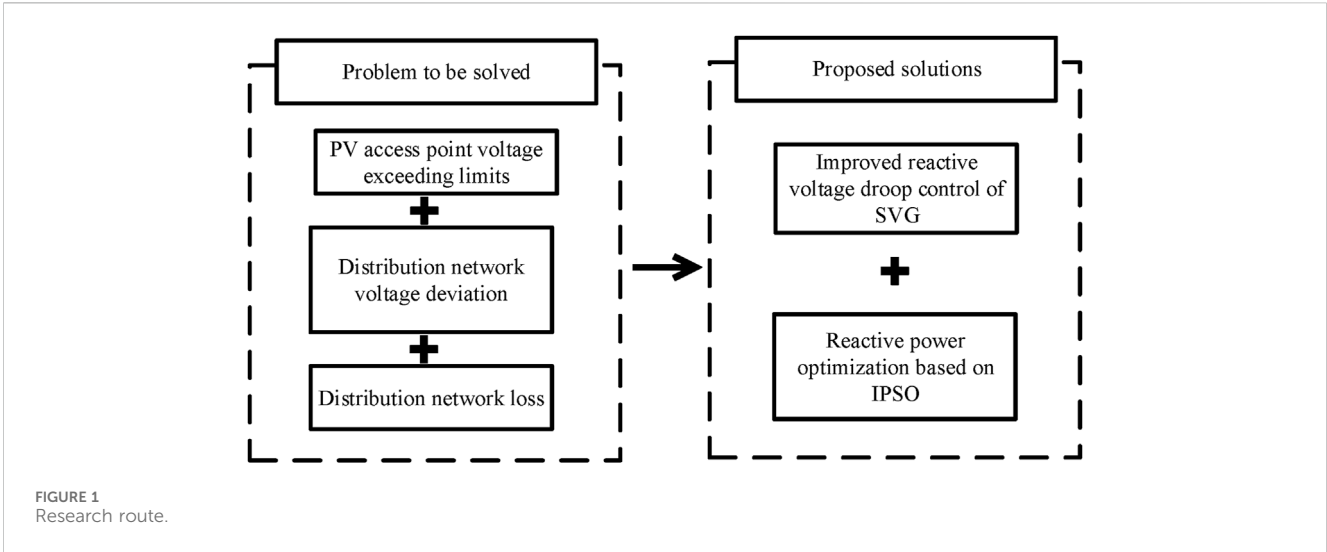 Problem to be solved
PV access point voltage
exceeding limits
+
Distribution network
voltage deviation
+
Distribution network loss
Proposed solutions
Improved reactive
voltage droop control of
SVG
+
Reactive power
optimization based on
IPSO
FIGURE 1
Research route.